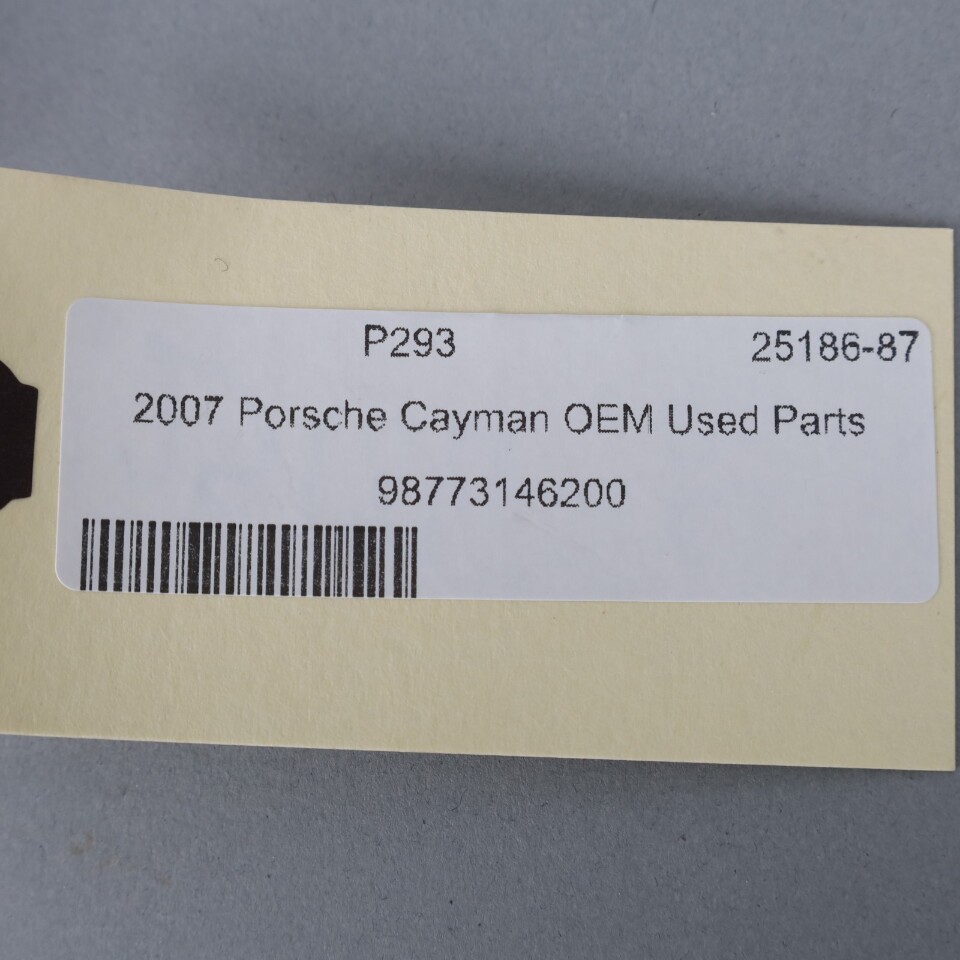 P293 25186-87
2007 Porsche Cayman OEM Used Parts
98773146200